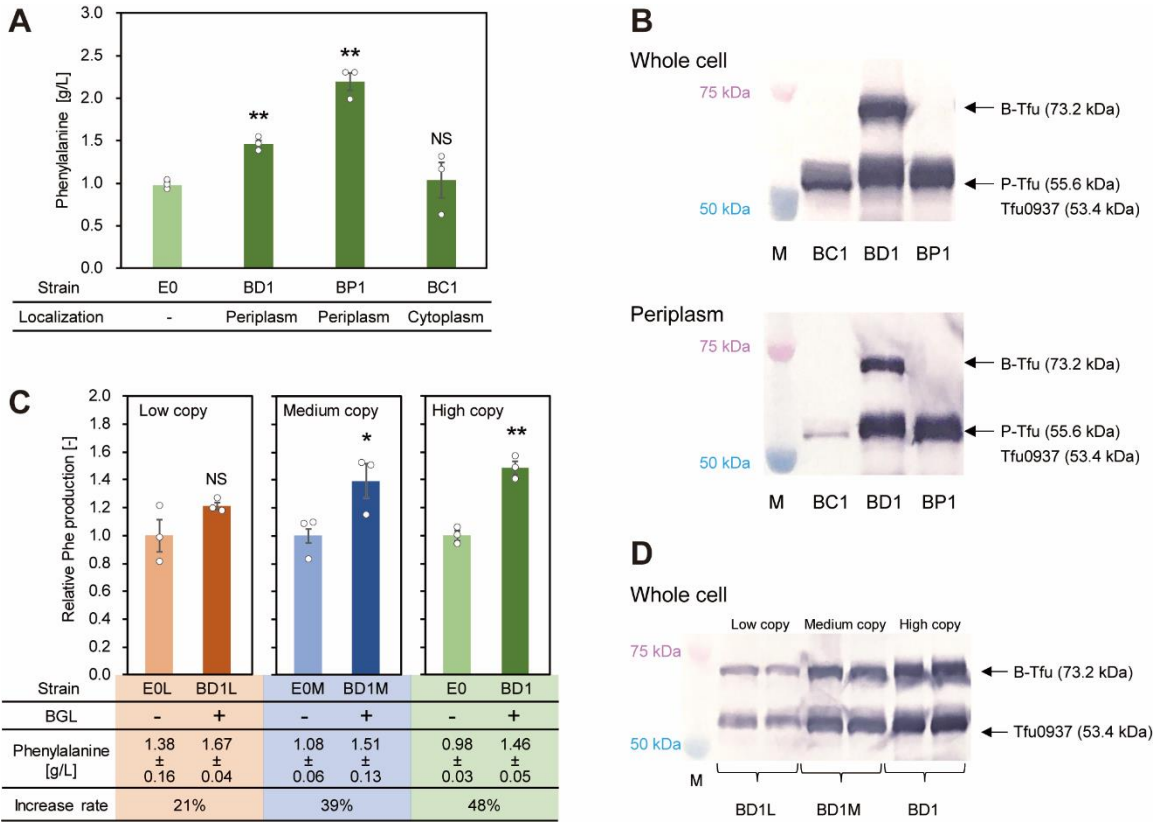 A
3.0
2.5
2.0
1.5
1.0
0.5
0.0
Phenylalanine [g/L]
**
**
NS
Strain E0 BD1 BP1 BC1
Localization - Periplasm Periplasm Cytoplasm
B
Whole cell
75 kDa
50 kDa
B-Tfu (73.2 kDa)
P-Tfu (55.6 kDa)
Tfu0937 (53.4 kDa)
M BC1 BD1 BP1
Periplasm
75 kDa
50 kDa
B-Tfu (73.2 kDa)
P-Tfu (55.6 kDa)
Tfu0937 (53.4 kDa)
M BC1 BD1 BP1
C
2.0
1.8
1.6
1.4
1.2
1.0
0.8
0.6
0.4
0.2
0.0
Relative Phe production [-]
Low copy Medium copy High copy
NS * **
Strain E0L BD1L E0M BD1M E0 BD1
BGL - + - + - +
Phenylalanine
[g/L]
1.38 1.67 1.08 1.51 0.98 1.46
± ± ± ± ± ±
0.16 0.04 0.06 0.13 0.03 0.05
Increase rate 21% 39% 48%
D
Whole cell
Low copy Medium copy High copy
75 kDa
50 kDa
B-Tfu (73.2 kDa)
Tfu0937 (53.4 kDa)
M
BD1L BD1M BD1